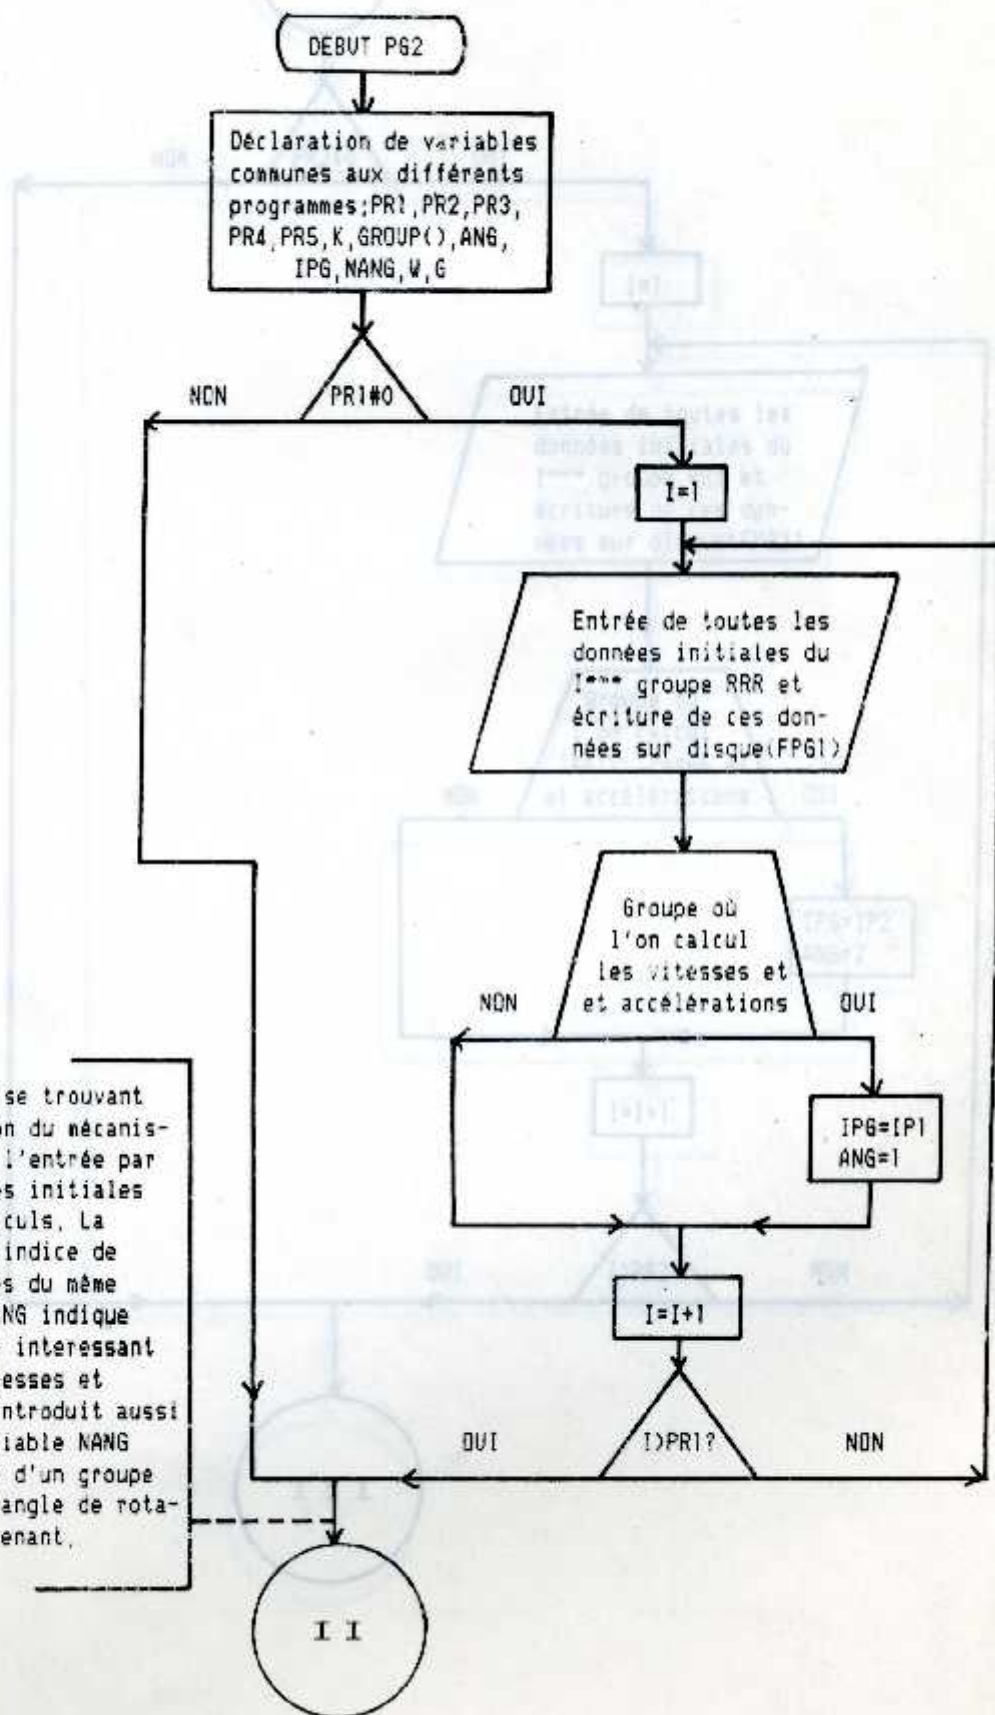 DEBUT PG2
Déclaration de variables
communes aux différents
programmes:PR1,PR2,PR3,
PR4,PR5,K,GROUP(),ANG,
IPG,NANG,W,G
NON
PR1#0
OUI
I=1
Entrée de toutes les
données initiales du
groupe RRR et
écriture de ces don-
nées sur disque(FPG1)
Groupe où
l'on calcul
les vitesses et
et accélérations
NON
OUI
IPG=IP1
ANG=1
I=I+1
OUI
I>PR1?
NON
se trouvant
on du mécanis-
l'entrée par
es initiales
culs. La
indice de
es du même
NG indique
interessant
esses et
ntroduit aussi
iable NANG
d'un groupe
angle de rota-
enant.
I I